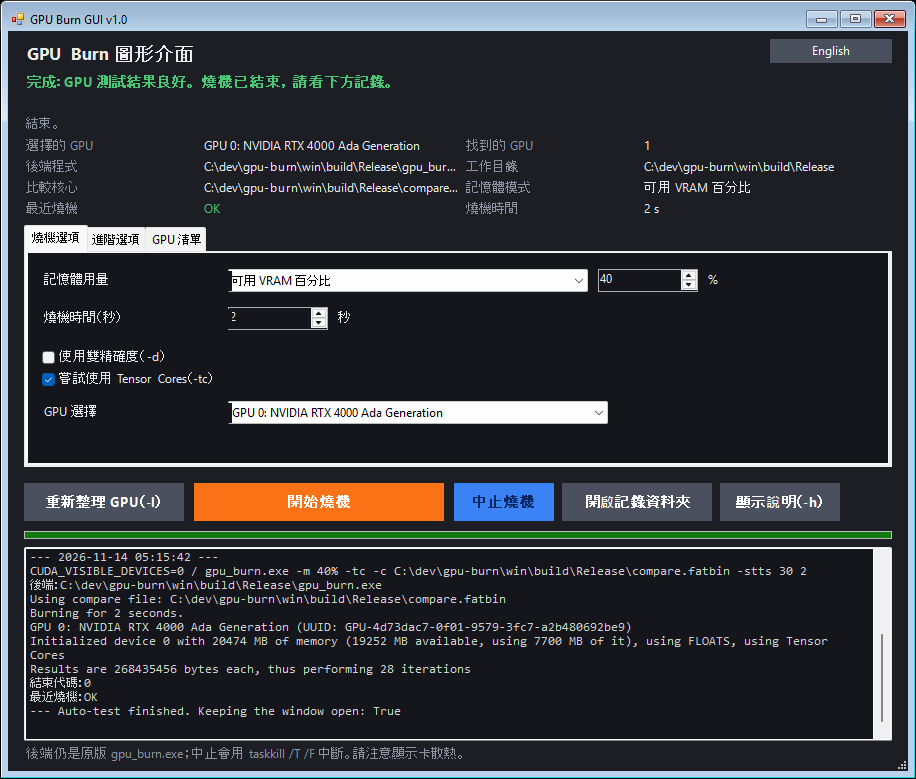 GPU Burn GUI v1.0
GPU Burn 圖形介面
English
完成: GPU 測試結果良好。燒機已結束，請看下方記錄。
結束。
選擇的 GPU GPU 0: NVIDIA RTX 4000 Ada Generation 找到的 GPU 1
後端程式 C:\dev\gpu-burn\win\build\Release\gpu_bur... 工作目錄 C:\dev\gpu-burn\win\build\Release
比較核心 C:\dev\gpu-burn\win\build\Release\compare... 記憶體模式 可用 VRAM 百分比
最近燒機 OK 燒機時間 2 s
燒機選項 進階選項 GPU 清單
記憶體用量 可用 VRAM 百分比 40 %
燒機時間(秒) 2 秒
使用雙精確度(-d)
嘗試使用 Tensor Cores(-tc)
GPU 選擇 GPU 0: NVIDIA RTX 4000 Ada Generation
重新整理 GPU(-l) 開始燒機 中止燒機 開啟記錄資料夾 顯示說明(-h)
--- 2026-11-14 05:15:42 ---
CUDA_VISIBLE_DEVICES=0 / gpu_burn.exe -m 40% -tc -c C:\dev\gpu-burn\win\build\Release\compare.fatbin -stts 30 2
後端:C:\dev\gpu-burn\win\build\Release\gpu_burn.exe
Using compare file: C:\dev\gpu-burn\win\build\Release\compare.fatbin
Burning for 2 seconds.
GPU 0: NVIDIA RTX 4000 Ada Generation (UUID: GPU-4d73dac7-0f01-9579-3fc7-a2b480692be9)
Initialized device 0 with 20474 MB of memory (19252 MB available, using 7700 MB of it), using FLOATS, using Tensor
Cores
Results are 268435456 bytes each, thus performing 28 iterations
結束代碼:0
最近燒機:OK
--- Auto-test finished. Keeping the window open: True
後端仍是原版 gpu_burn.exe；中止會用 taskkill /T /F 中斷。請注意顯示卡散熱。